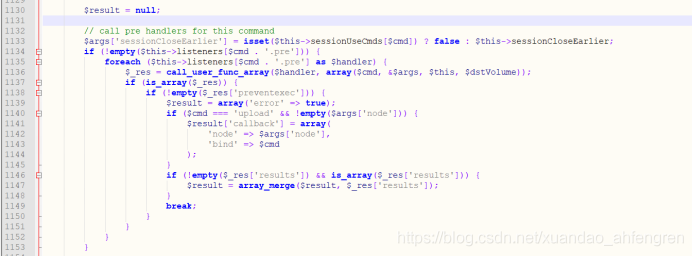 1129
1130 $result = null;
1131
1132 // call pre handlers for this command
1133 $args['sessionCloseEarlier'] = isset($this->sessionUseCmds[$cmd]) ? false : $this->sessionCloseEarlier;
1134 if (!empty($this->listeners[$cmd . '.pre'])) {
1135 foreach ($this->listeners[$cmd . '.pre'] as $handler) {
1136 $_res = call_user_func_array($handler, array($cmd, &$args, $this, $dstVolume));
1137 if (is_array($_res)) {
1138 if (!empty($_res['preventexec'])) {
1139 $result = array('error' => true);
1140 if ($cmd === 'upload' && !empty($args['node'])) {
1141 $result['callback'] = array(
1142 'node' => $args['node'],
1143 'bind' => $cmd
1144 );
1145 }
1146 if (!empty($_res['results']) && is_array($_res['results'])) {
1147 $result = array_merge($result, $_res['results']);
1148 }
1149 break;
1150 }
1151 }
1152 }
1153 }
https://blog.csdn.net/xuandao_ahfengren